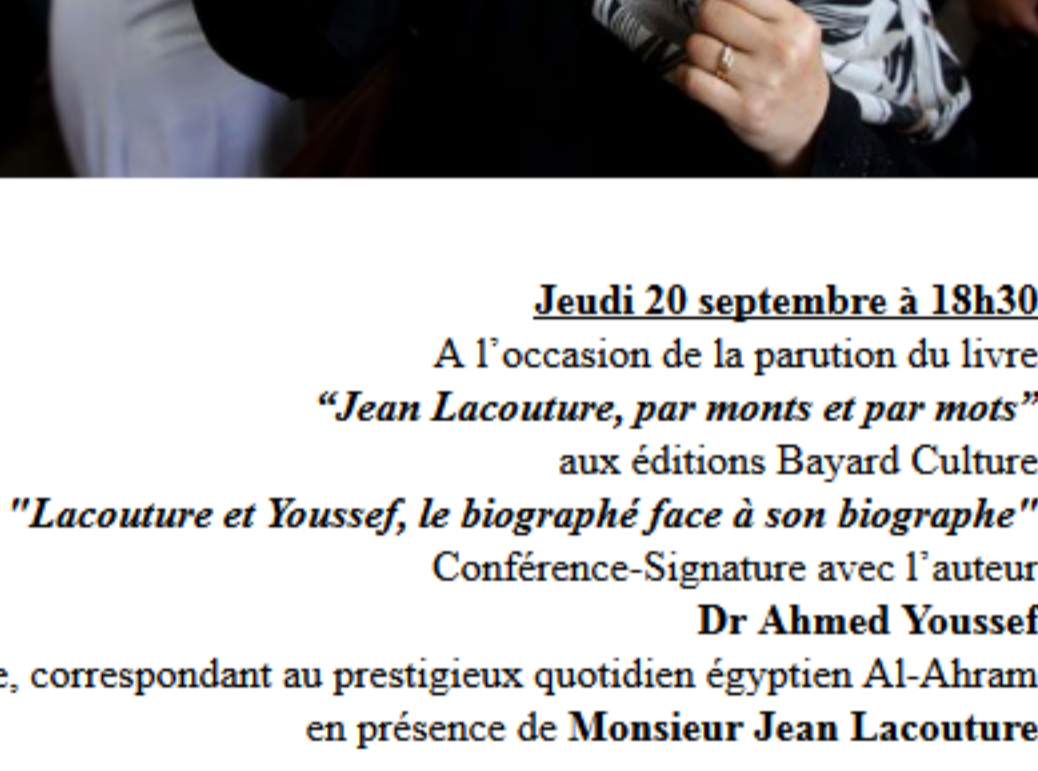 Jeudi 20 septembre à 18h30
A l’occasion de la parution du livre
“Jean Lacouture, par monts et par mots”
aux éditions Bayard Culture
"Lacouture et Youssef, le biographé face à son biographe"
Conférence-Signature avec l’auteur
Dr Ahmed Youssef
, correspondant au prestigieux quotidien égyptien Al-Ahram
en présence de Monsieur Jean Lacouture